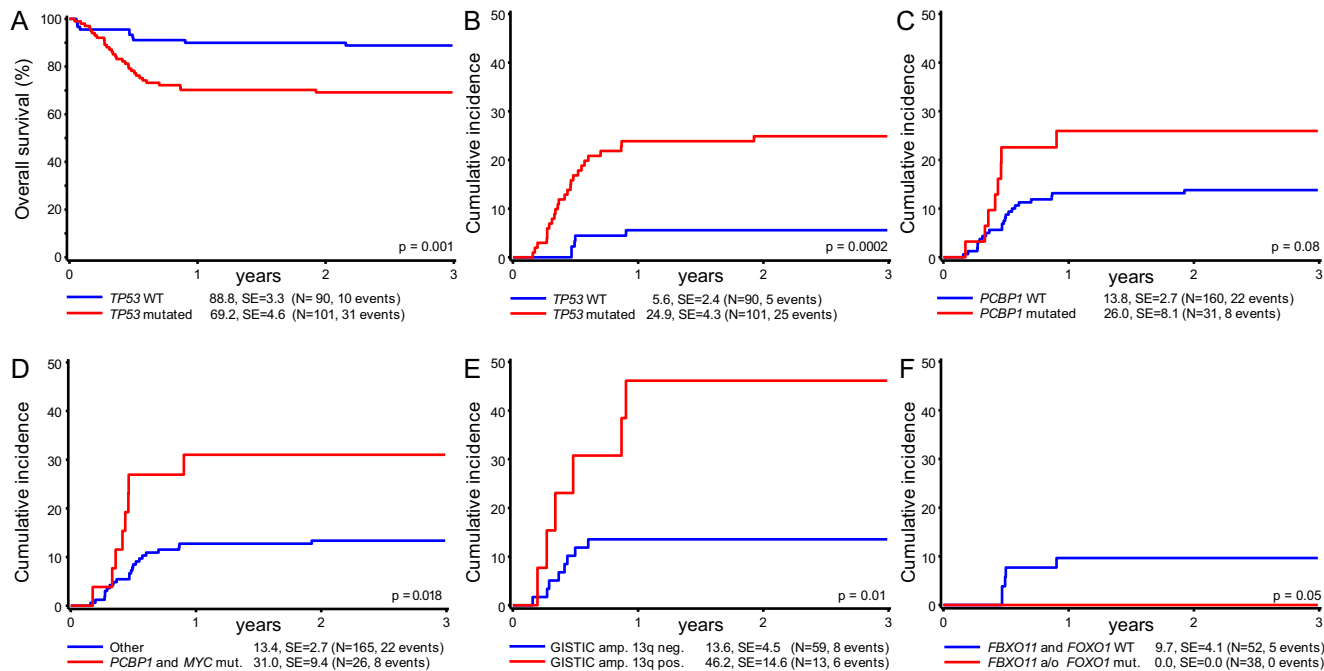 A
Overall survival (%)
100
80
60
40
20
0
p = 0.001
0 1 2 3
years
TP53 WT 88.8, SE=3.3 (N= 90, 10 events)
TP53 mutated 69.2, SE=4.6 (N=101, 31 events)
B
Cumulative incidence
50
40
30
20
10
0
p = 0.0002
0 1 2 3
years
TP53 WT 5.6, SE=2.4 (N=90, 5 events)
TP53 mutated 24.9, SE=4.3 (N=101, 25 events)
C
Cumulative incidence
50
40
30
20
10
0
p = 0.08
0 1 2 3
years
PCBP1 WT 13.8, SE=2.7 (N=160, 22 events)
PCBP1 mutated 26.0, SE=8.1 (N=31, 8 events)
D
Cumulative incidence
50
40
30
20
10
0
p = 0.018
0 1 2 3
years
Other 13.4, SE=2.7 (N=165, 22 events)
PCBP1 and MYC mut. 31.0, SE=9.4 (N=26, 8 events)
E
Cumulative incidence
50
40
30
20
10
0
p = 0.01
0 1 2 3
years
GISTIC amp. 13q neg. 13.6, SE=4.5 (N=59, 8 events)
GISTIC amp. 13q pos. 46.2, SE=14.6 (N=13, 6 events)
F
Cumulative incidence
50
40
30
20
10
0
p = 0.05
0 1 2 3
years
FBXO11 and FOXO1 WT 9.7, SE=4.1 (N=52, 5 events)
FBXO11 a/o FOXO1 mut. 0.0, SE=0.0 (N=38, 0 events)